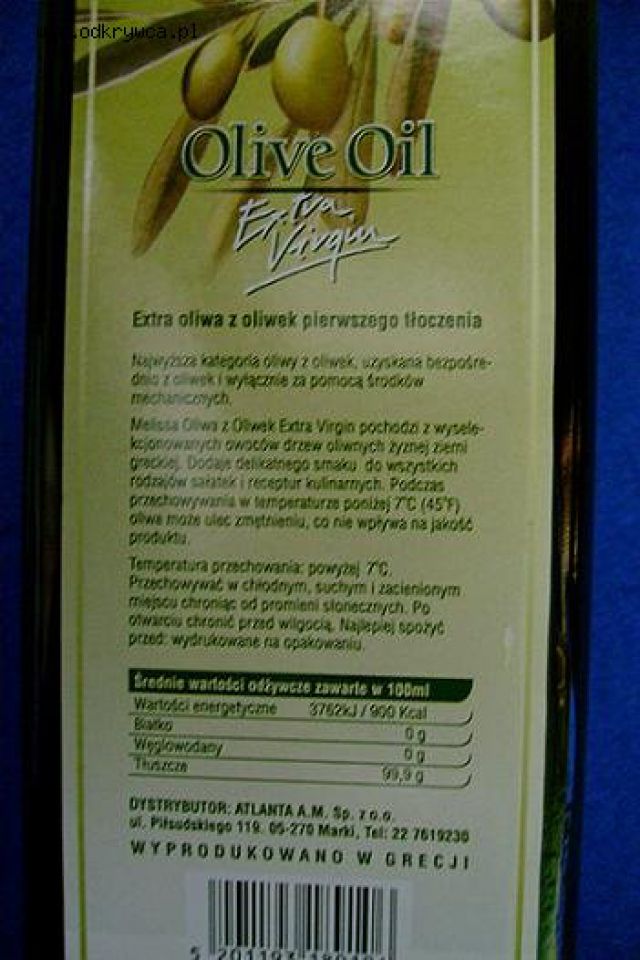 www.odkrywca.pl
Olive Oil
Extra
Virgin
Extra oliwa z oliwek pierwszego tłoczenia
Najwyższa kategoria oliwy z oliwek, uzyskana bezpośre-
dnio z oliwek i wyłącznie za pomocą środków
mechanicznych.
Melissa Oliwa z Oliwek Extra Virgin pochodzi z wysele-
kcjonowanych owoców drzew oliwnych żyznej ziemi
greckiej. Dodaje delikatnego smaku do wszystkich
rodzajów sałatek i receptur kulinarnych. Podczas
przechowywania w temperaturze poniżej 7°C (45°F)
oliwa może ulec zmętnieniu, co nie wpływa na jakość
produktu.
Temperatura przechowania: powyżej 7°C.
Przechowywać w chłodnym, suchym i zacienionym
miejscu chroniąc od promieni słonecznych. Po
otwarciu chronić przed wilgocią. Najlepiej spożyć
przed: wydrukowane na opakowaniu.
Średnie wartości odżywcze zawarte w 100ml
Wartości energetyczne 3762kJ / 900 Kcal
Białko 0 g
Węglowodany 0 g
Tłuszcze 99,9 g
DYSTRYBUTOR: ATLANTA A.M. Sp. z o.o.
ul. Piłsudskiego 119, 05-270 Marki, Tel: 22 7619230
WYPRODUKOWANO W GRECJI
5 201193